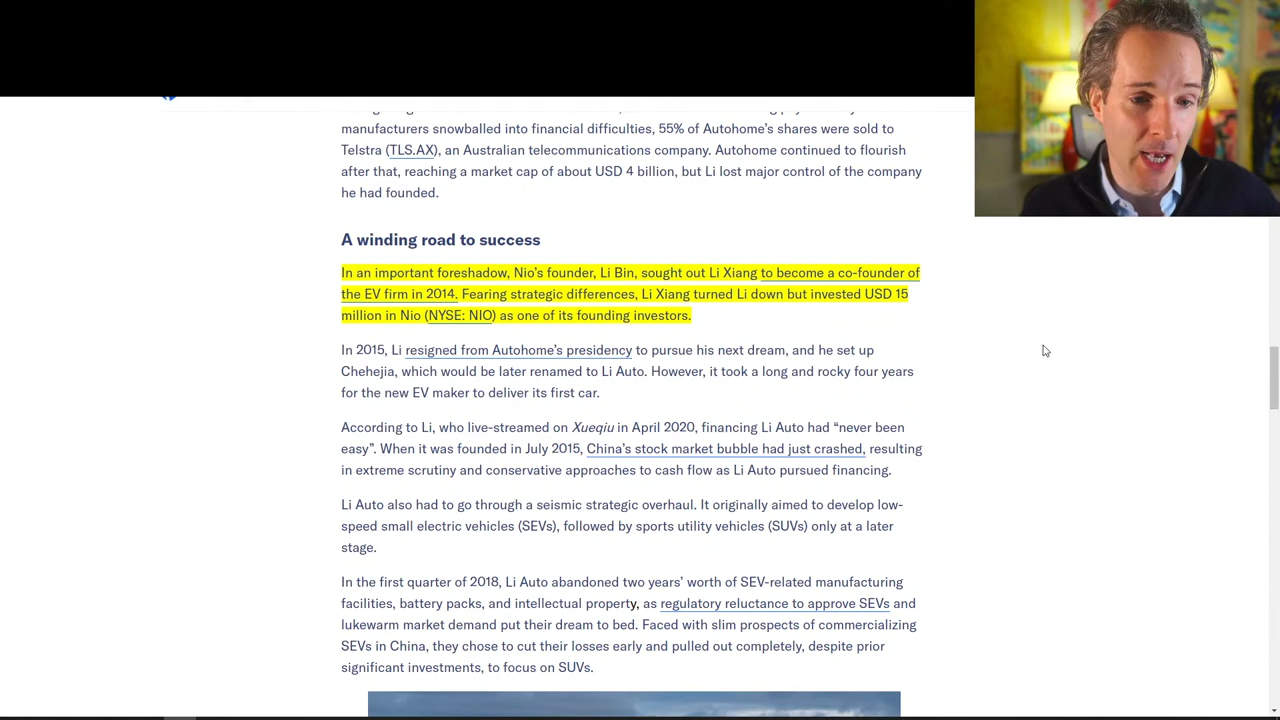 manufacturers snowballed into financial difficulties, 55% of Autohome's shares were sold to
Telstra (TLS.AX), an Australian telecommunications company. Autohome continued to flourish
after that, reaching a market cap of about USD 4 billion, but Li lost major control of the company
he had founded.
A winding road to success
In an important foreshadow, Nio's founder, Li Bin, sought out Li Xiang to become a co-founder of
the EV firm in 2014. Fearing strategic differences, Li Xiang turned Li down but invested USD 15
million in Nio (NYSE: NIO) as one of its founding investors.
In 2015, Li resigned from Autohome's presidency to pursue his next dream, and he set up
Chehejia, which would be later renamed to Li Auto. However, it took a long and rocky four years
for the new EV maker to deliver its first car.
According to Li, who live-streamed on Xueqiu in April 2020, financing Li Auto had “never been
easy”. When it was founded in July 2015, China's stock market bubble had just crashed, resulting
in extreme scrutiny and conservative approaches to cash flow as Li Auto pursued financing.
Li Auto also had to go through a seismic strategic overhaul. It originally aimed to develop low-
speed small electric vehicles (SEVs), followed by sports utility vehicles (SUVs) only at a later
stage.
In the first quarter of 2018, Li Auto abandoned two years' worth of SEV-related manufacturing
facilities, battery packs, and intellectual property, as regulatory reluctance to approve SEVs and
lukewarm market demand put their dream to bed. Faced with slim prospects of commercializing
SEVs in China, they chose to cut their losses early and pulled out completely, despite prior
significant investments, to focus on SUVs.